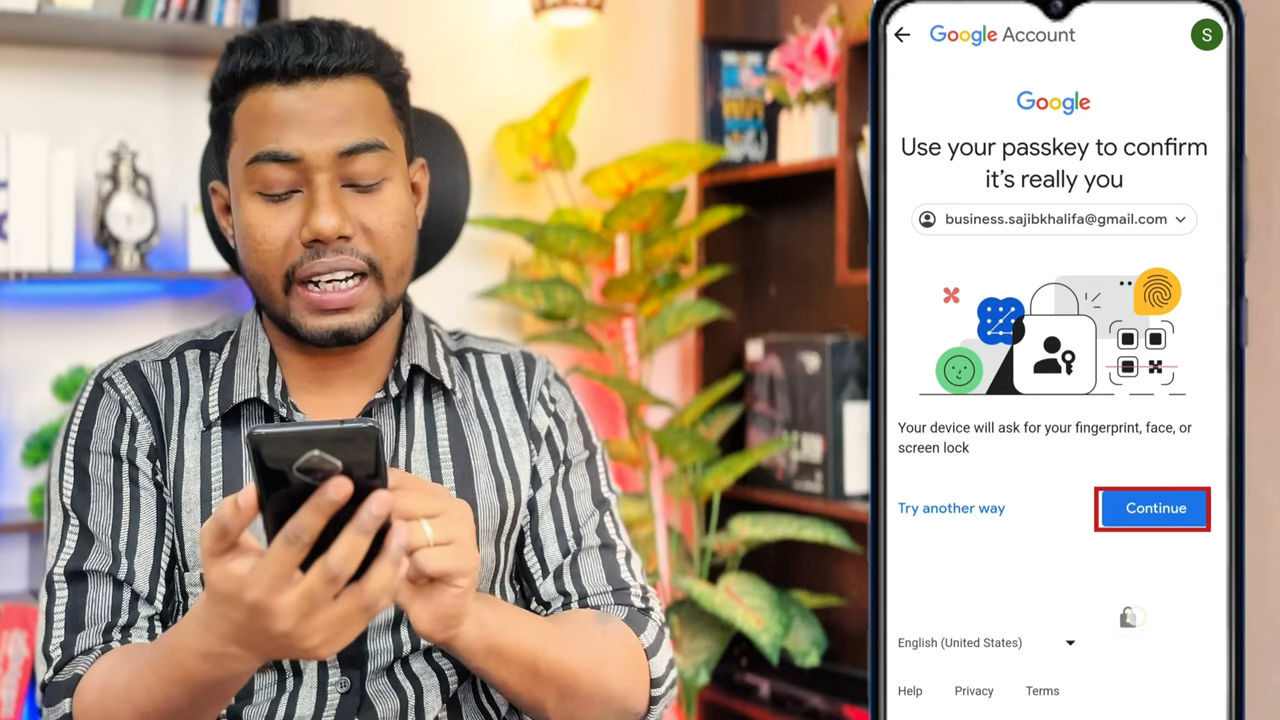 Google Account
S
Google
Use your passkey to confirm
it's really you
business.sajibkhalifa@gmail.com
Your device will ask for your fingerprint, face, or
screen lock
Try another way
Continue
English (United States)
Help
Privacy
Terms